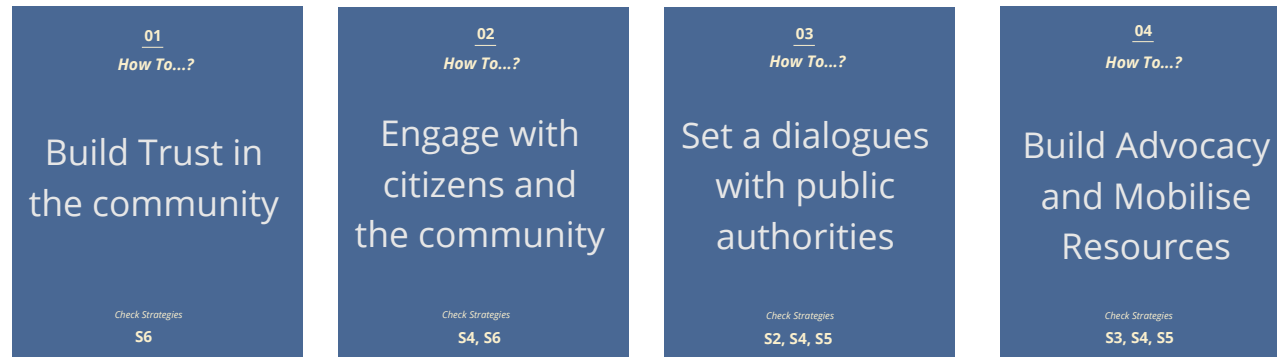 01
How To...?
Build Trust in
the community
Check Strategies
S6
02
How To...?
Engage with
citizens and
the community
Check Strategies
S4, S6
03
How To...?
Set a dialogues
with public
authorities
Check Strategies
S2, S4, S5
04
How To...?
Build Advocacy
and Mobilise
Resources
Check Strategies
S3, S4, S5